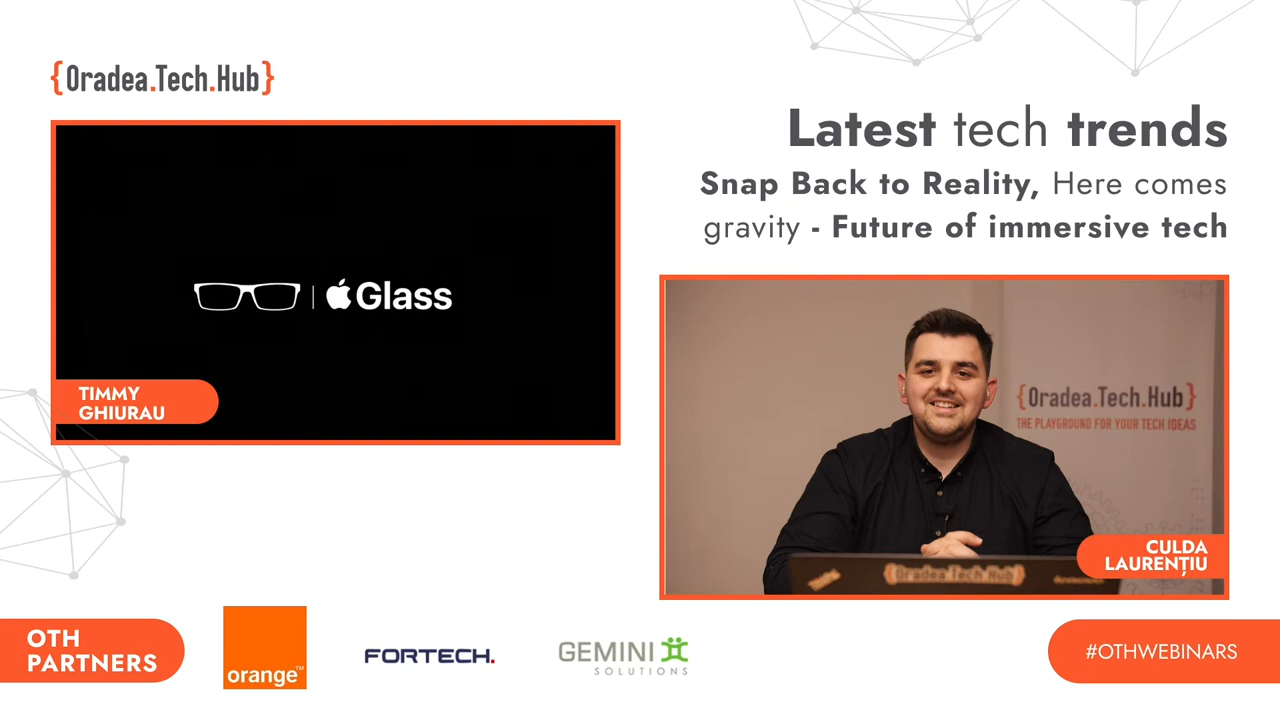 {Oradea.Tech.Hub}
Latest tech trends
Snap Back to Reality, Here comes
gravity - Future of immersive tech
Glass
TIMMY
GHIURAU
{Oradea.Tech.Hub}
THE PLAYGROUND FOR YOUR TECH IDEAS
{Oradea.Tech.Hub}
CULDA
LAURENȚIU
OTH
PARTNERS
orange™
FORTECH.
GEMINI
SOLUTIONS
#OTHWEBINARS